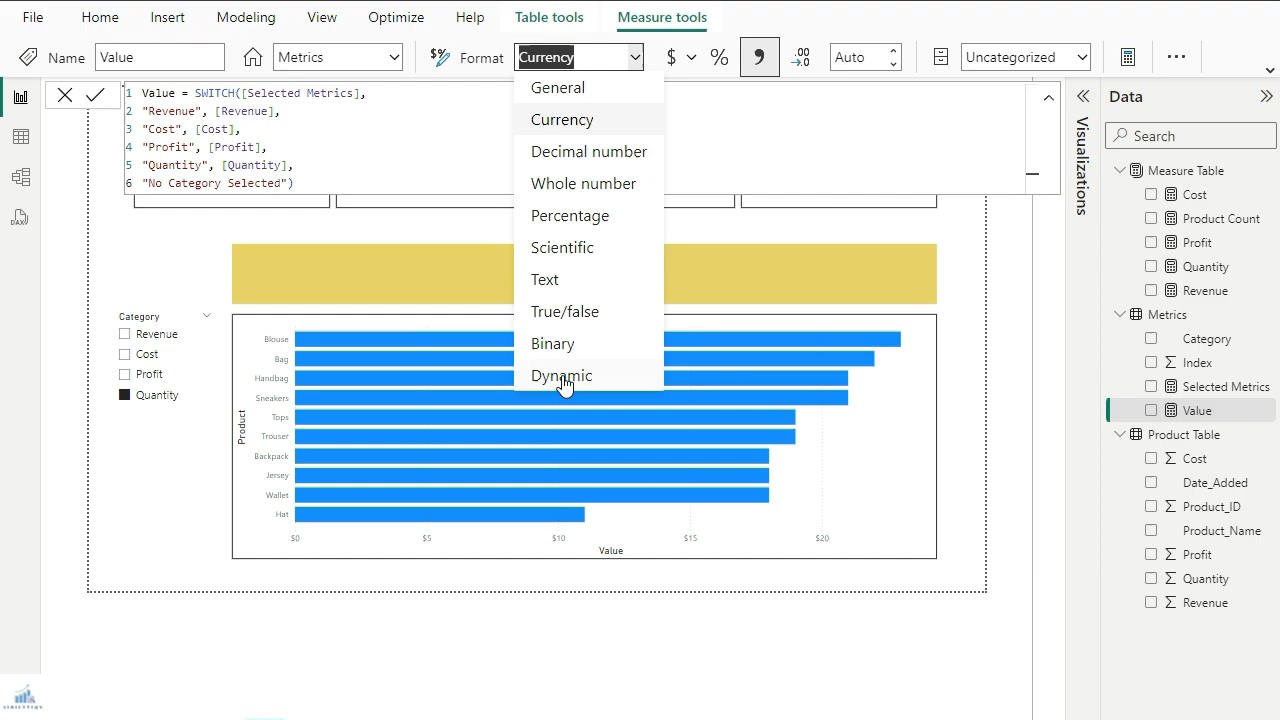 File Home Insert Modeling View Optimize Help Table tools Measure tools
Name Value Metrics Format Currency $ % , .00 Auto Uncategorized ...
1 Value = SWITCH([Selected Metrics],
2 "Revenue", [Revenue],
3 "Cost", [Cost],
4 "Profit", [Profit],
5 "Quantity", [Quantity],
6 "No Category Selected")
General
Currency
Decimal number
Whole number
Percentage
Scientific
Text
True/false
Binary
Dynamic
Category
Revenue
Cost
Profit
Quantity
Product
Blouse
Bag
Handbag
Sneakers
Tops
Trouser
Backpack
Jersey
Wallet
Hat
$0 $5 $10 $15 $20
Value
Visualizations
Data
Search
Measure Table
Cost
Product Count
Profit
Quantity
Revenue
Metrics
Category
Index
Selected Metrics
Value
Product Table
Cost
Date_Added
Product_ID
Product_Name
Profit
Quantity
Revenue
DAX